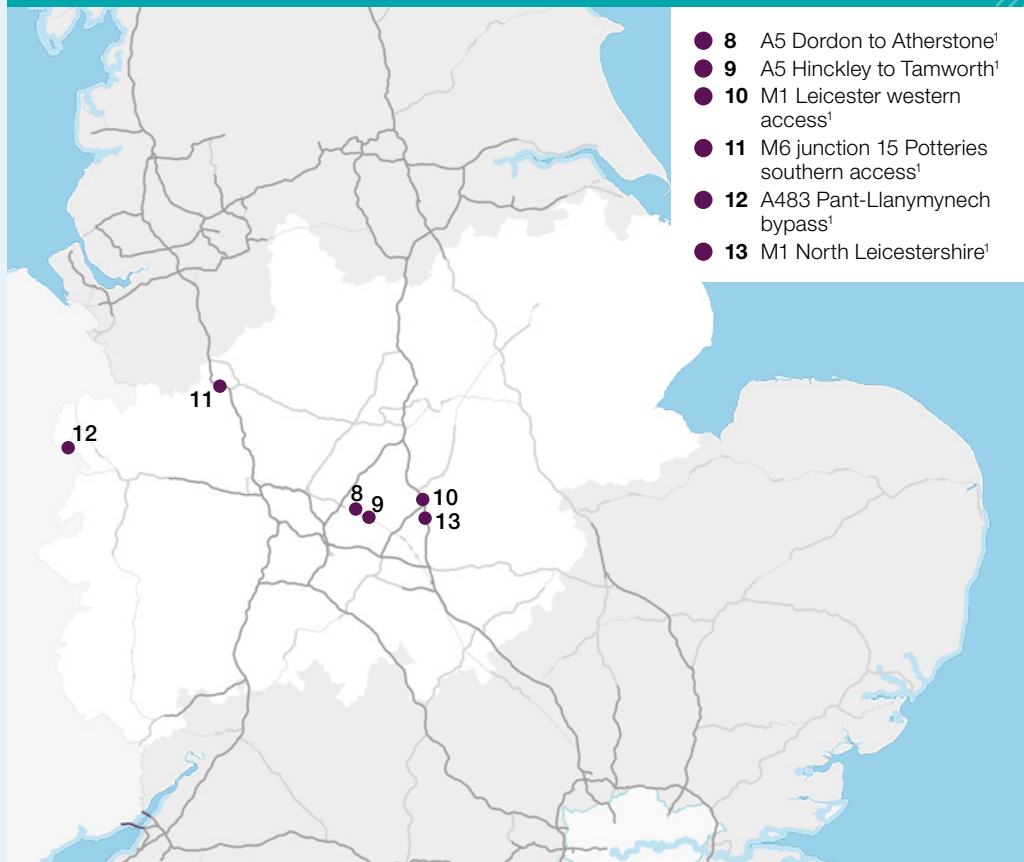 8 A5 Dordon to Atherstone¹
9 A5 Hinckley to Tamworth¹
10 M1 Leicester western
access¹
11 M6 junction 15 Potteries
southern access¹
12 A483 Pant-Llanymynech
bypass¹
13 M1 North Leicestershire¹
11
12
8
9
10
13